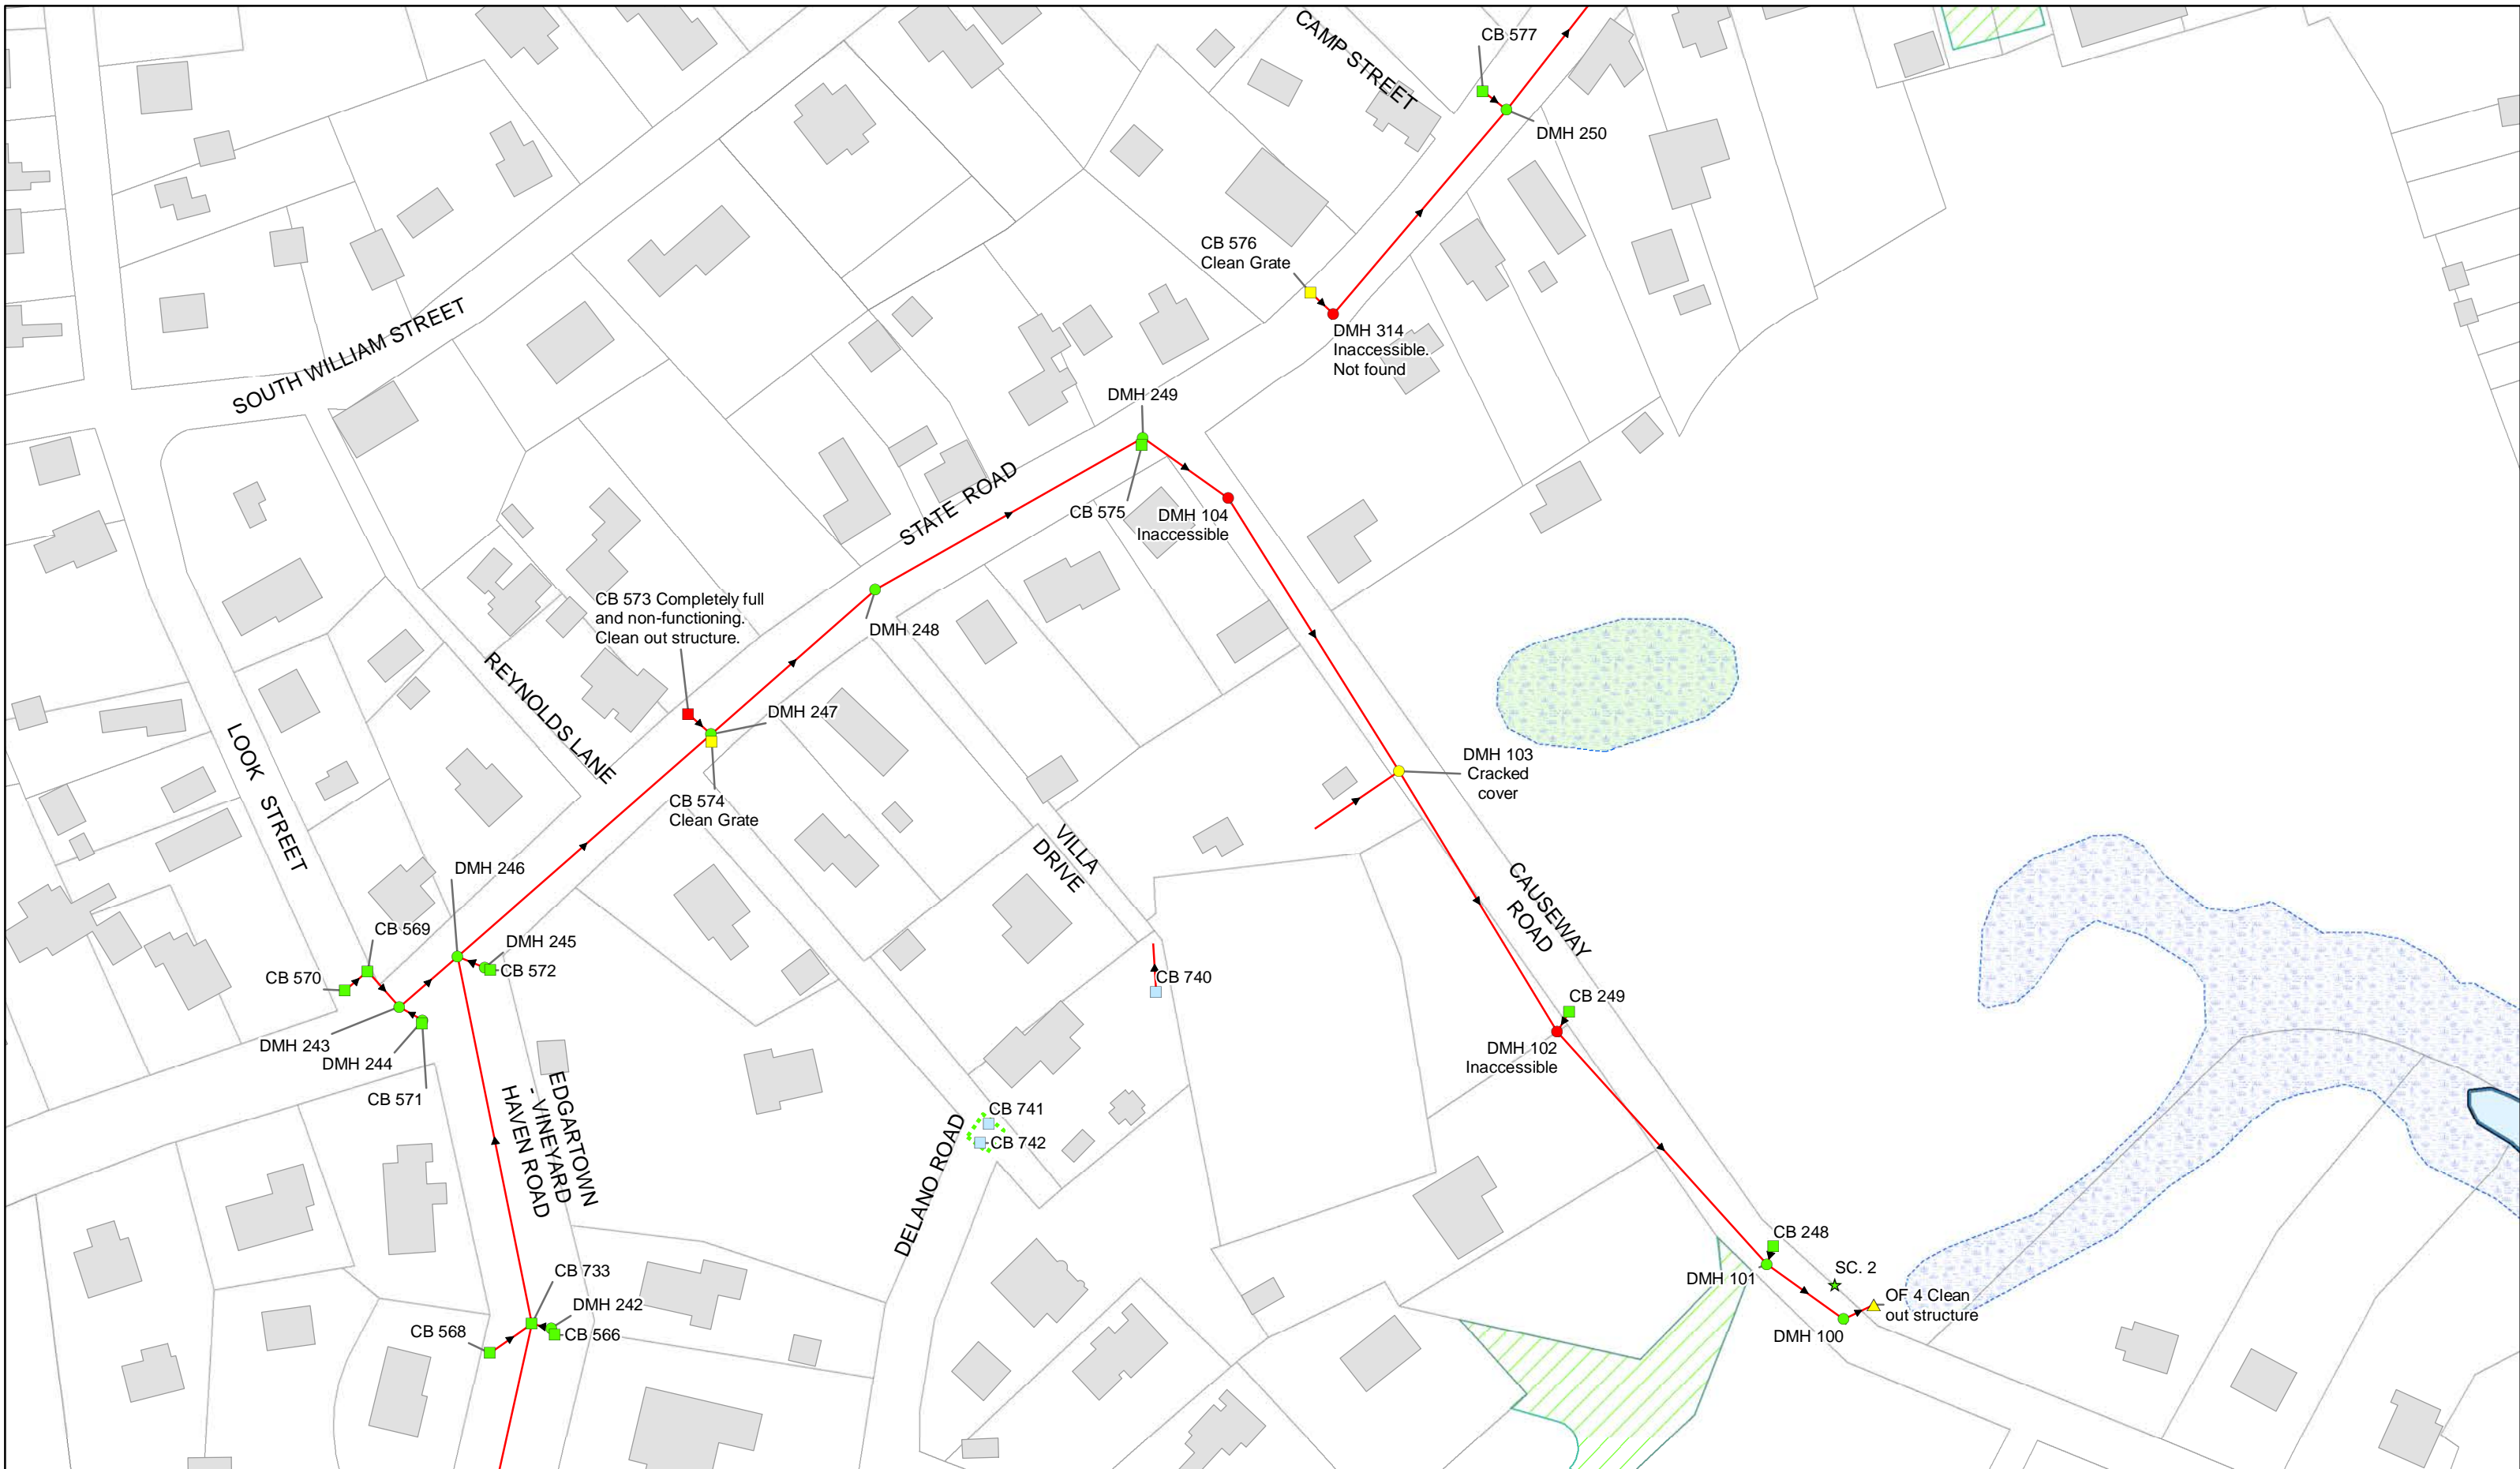 CAMP STREET
CB 577
DMH 250
CB 576
Clean Grate
DMH 314
Inaccessible.
Not found
SOUTH WILLIAM STREET
DMH 249
STATE ROAD
CB 575
DMH 104
Inaccessible
CB 573 Completely full
and non-functioning.
Clean out structure.
DMH 248
REYNOLDS LANE
DMH 247
LOOK STREET
DMH 103
Cracked
cover
CB 574
Clean Grate
VILLA
DRIVE
DMH 246
CAUSEWAY
ROAD
CB 569
DMH 245
CB 570
CB 572
CB 740
CB 249
DMH 243
DMH 244
DMH 102
Inaccessible
CB 571
EDGARTOWN
- VINEYARD
HAVEN ROAD
CB 741
CB 742
DELANO ROAD
CB 248
CB 733
SC. 2
DMH 101
DMH 242
OF 4 Clean
out structure
CB 568
CB 566
DMH 100